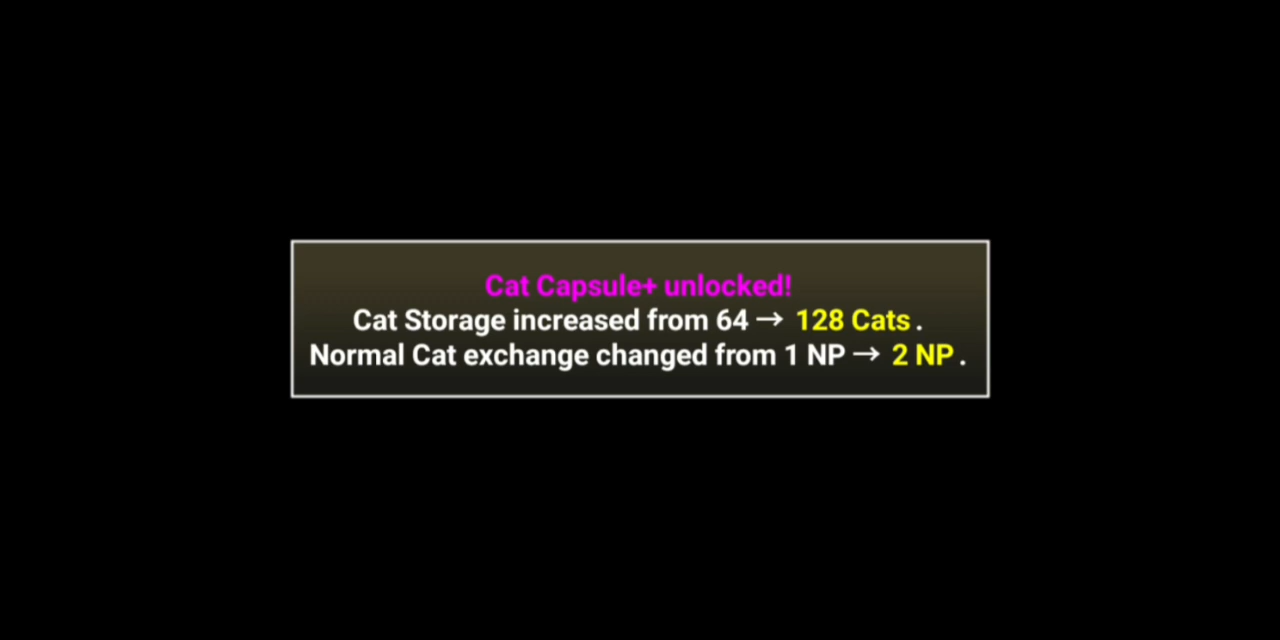 Cat Capsule+ unlocked!
Cat Storage increased from 64 → 128 Cats .
Normal Cat exchange changed from 1 NP → 2 NP .